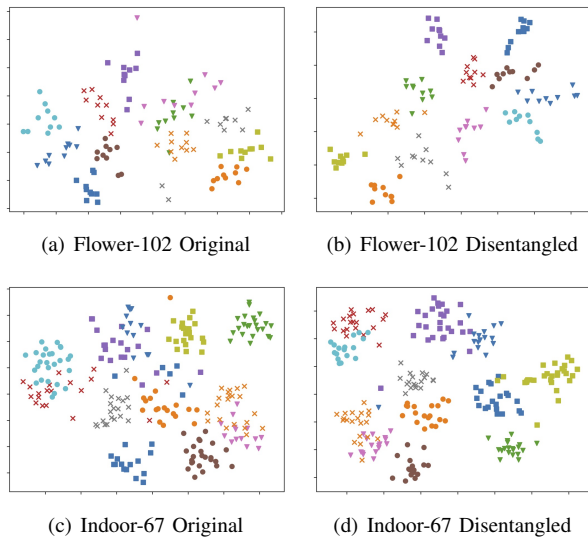 (a) Flower-102 Original
(b) Flower-102 Disentangled
(c) Indoor-67 Original
(d) Indoor-67 Disentangled